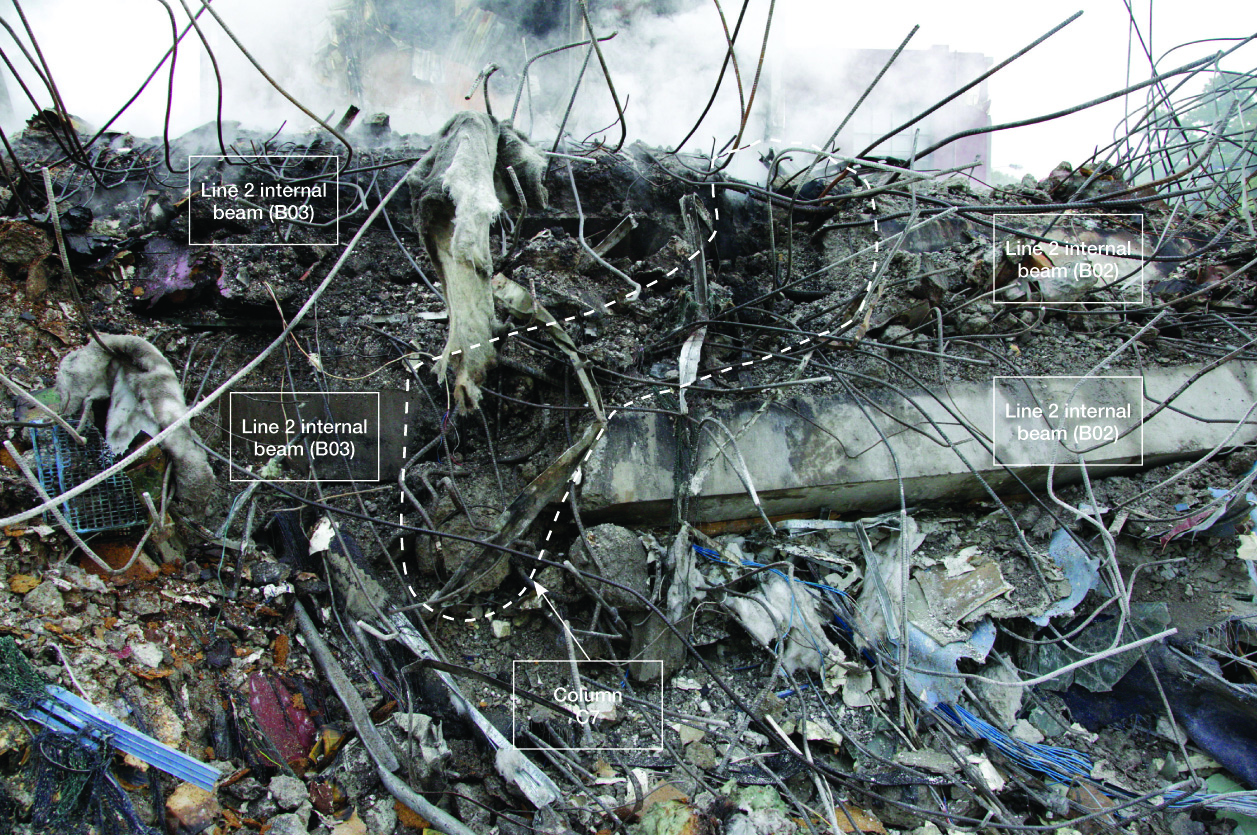 Line 2 internal
beam (B03)
Line 2 internal
beam (B02)
Line 2 internal
beam (B03)
Line 2 internal
beam (B02)
Column
C7